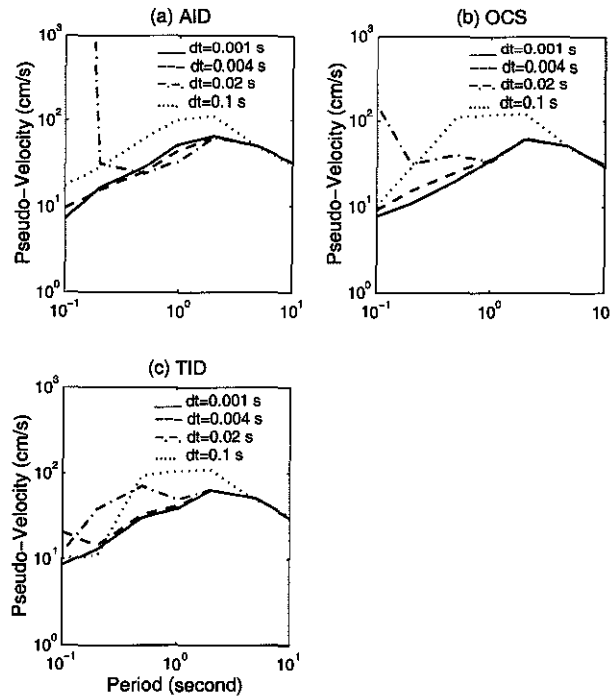 (a) AID
10³
10²
10¹
10⁰
Pseudo-Velocity (cm/s)
dt=0.001 s
dt=0.004 s
dt=0.02 s
dt=0.1 s
10⁻¹
10⁰
10¹
(b) OCS
10³
10²
10¹
10⁰
Pseudo-Velocity (cm/s)
dt=0.001 s
dt=0.004 s
dt=0.02 s
dt=0.1 s
10⁻¹
10⁰
10
(c) TID
10³
10²
10¹
10⁰
Pseudo-Velocity (cm/s)
dt=0.001 s
dt=0.004 s
dt=0.02 s
dt=0.1 s
10⁻¹
10⁰
10¹
Period (second)